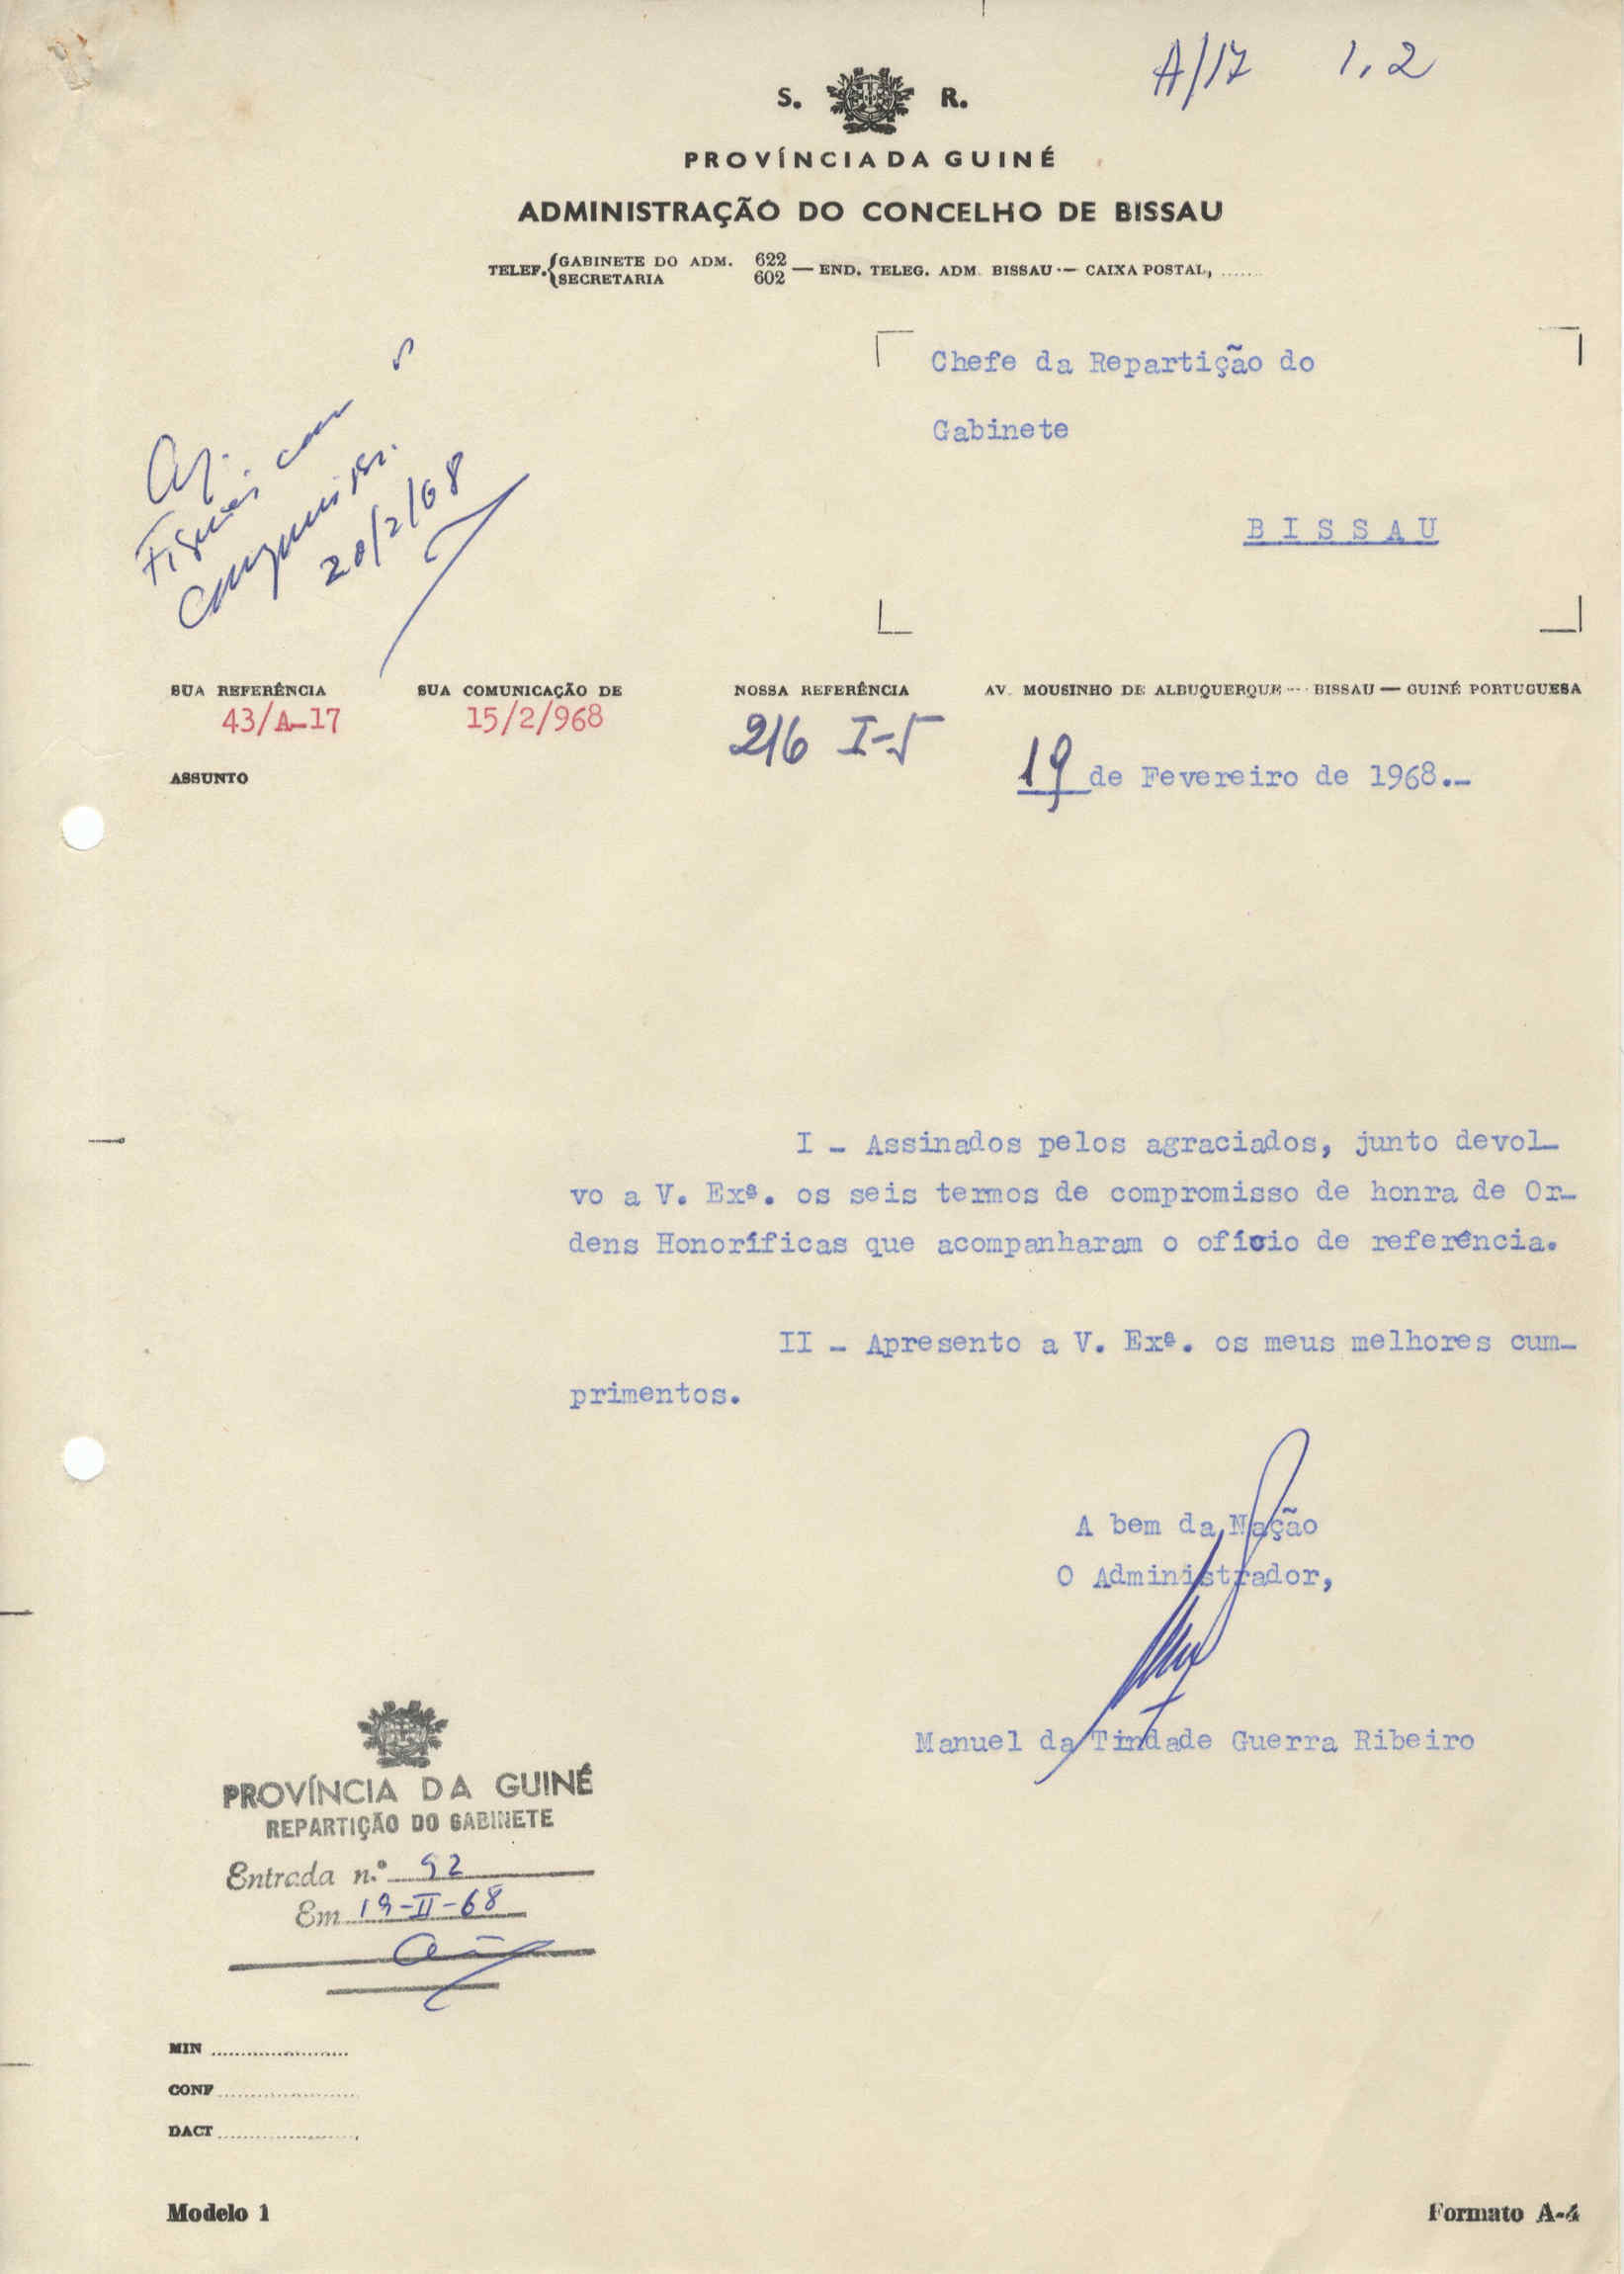 A/17 1.2
S. R.
PROVÍNCIA DA GUINÉ
ADMINISTRAÇÃO DO CONCELHO DE BISSAU
TELEF. GABINETE DO ADM. 622
SECRETARIA 602 — END. TELEG. ADM. BISSAU — CAIXA POSTAL, .......
Chefe da Repartição do
Gabinete
B I S S A U
20/2/68
SUA REFERÊNCIA SUA COMUNICAÇÃO DE NOSSA REFERÊNCIA AV. MOUSINHO DE ALBUQUERQUE — BISSAU — GUINÉ PORTUGUESA
43/A-17 15/2/968 216 I-5
19 de Fevereiro de 1968.-
ASSUNTO
I - Assinados pelos agraciados, junto devol-
vo a V. Exª. os seis termos de compromisso de honra de Or-
dens Honoríficas que acompanharam o ofício de referência.
II - Apresento a V. Exª. os meus melhores cum-
primentos.
A bem da Nação
O Administrador,
Manuel da Tindade Guerra Ribeiro
PROVÍNCIA DA GUINÉ
REPARTIÇÃO DO GABINETE
Entrada n.º 92
Em 19-II-68
MIN
CONF
DACT
Modelo 1 Formato A-4